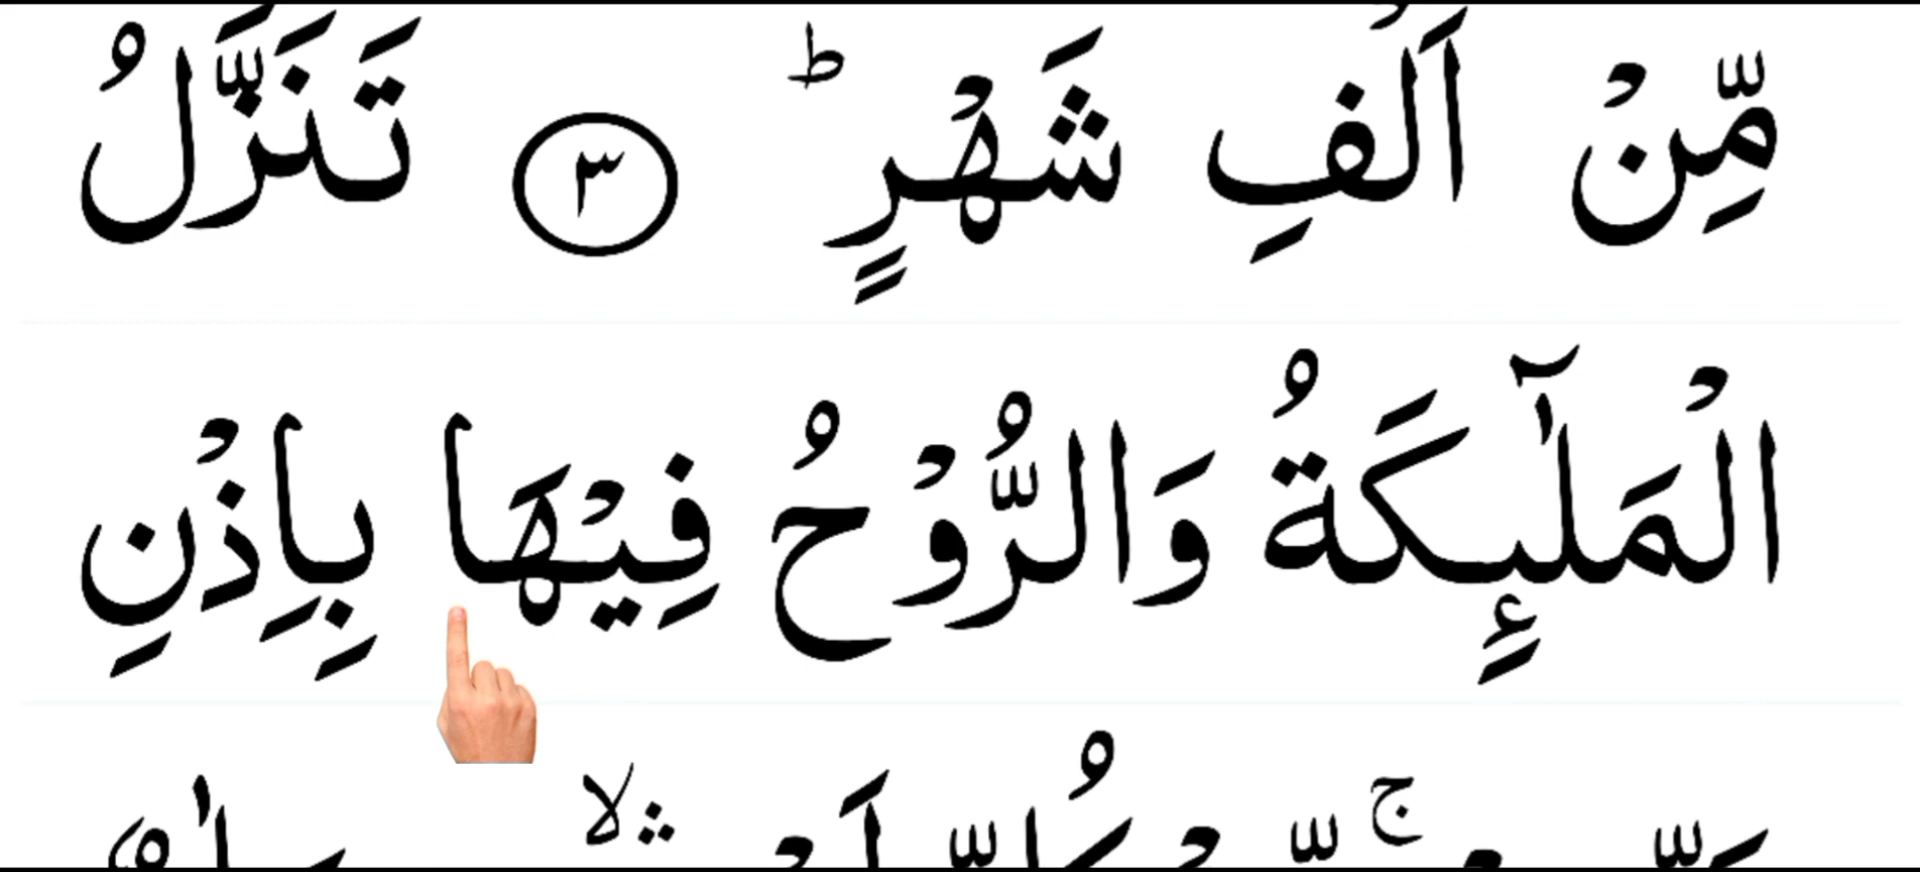 مِّنْ اَلْفِ شَهْرٍ ؕ ٣ تَنَزَّلُ
الْمَلٰٓىِٕكَةُ وَالرُّوْحُ فِيْهَا بِاِذْنِ